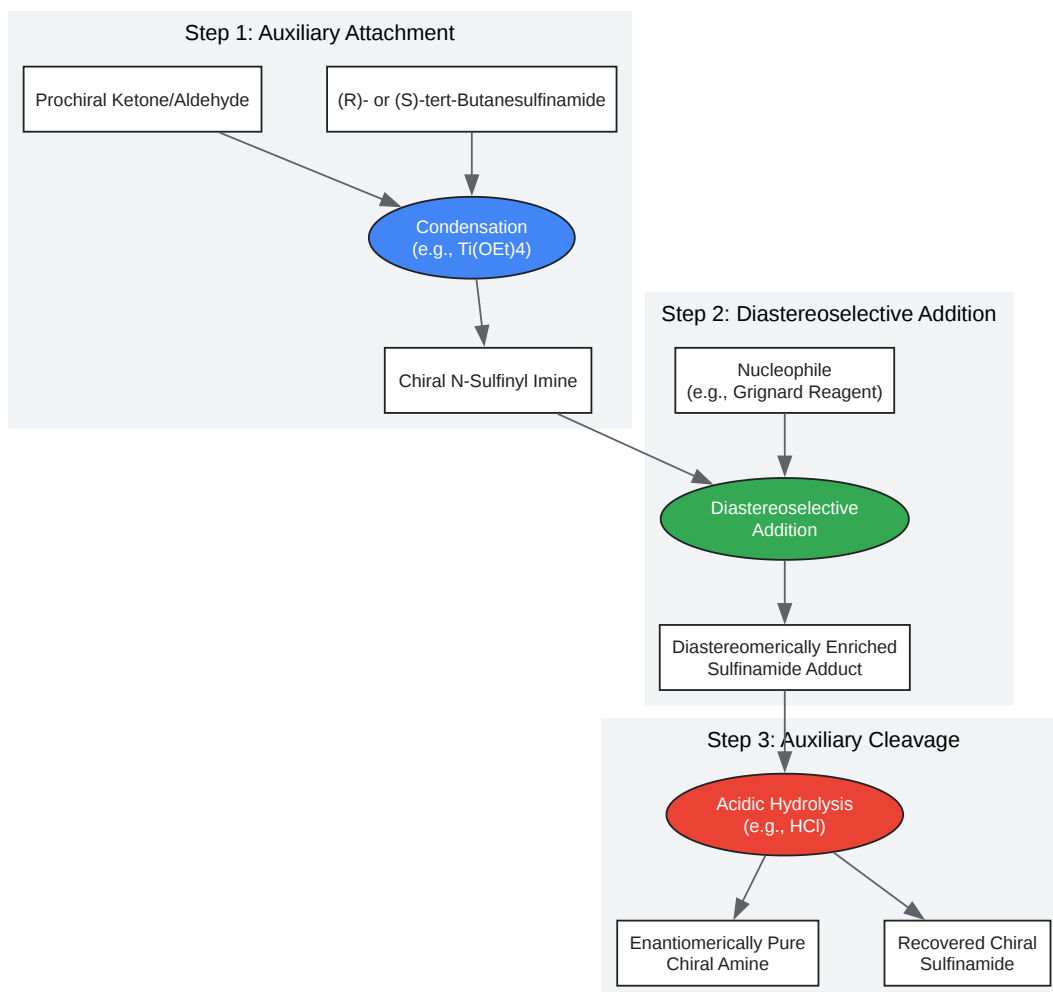 Step 1: Auxiliary Attachment
Prochiral Ketone/Aldehyde
(R)- or (S)-tert-Butanesulfinamide
Condensation
(e.g., Ti(OEt)4)
Chiral N-Sulfinyl Imine
Step 2: Diastereoselective Addition
Nucleophile
(e.g., Grignard Reagent)
Diastereoselective
Addition
Diastereomerically Enriched
Sulfinamide Adduct
Step 3: Auxiliary Cleavage
Acidic Hydrolysis
(e.g., HCl)
Enantiomerically Pure
Chiral Amine
Recovered Chiral
Sulfinamide